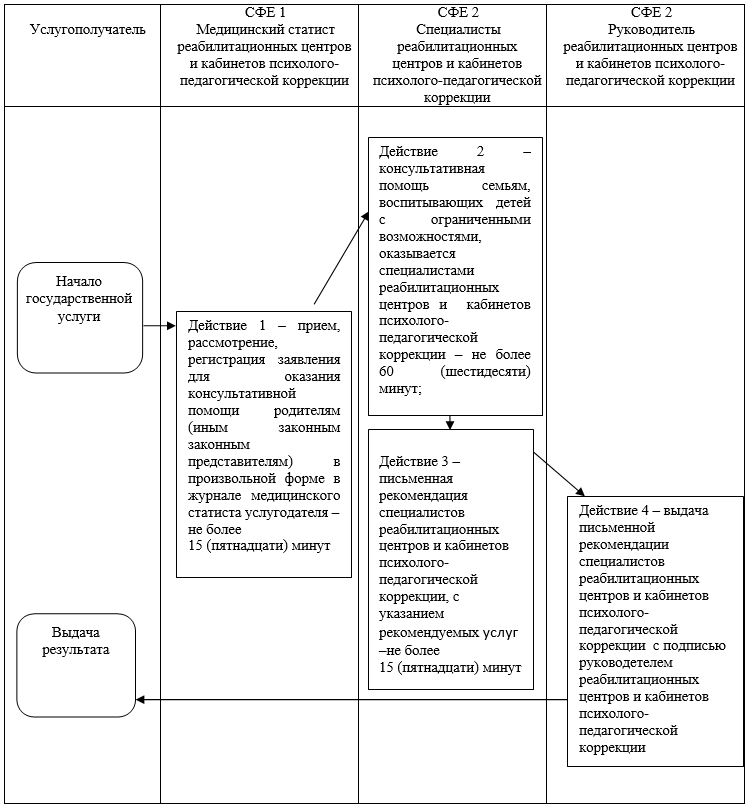 Услугополучатель
СФЕ 1
Медицинский статист
реабилитационных центров
и кабинетов психолого-
педагогической коррекции
СФЕ 2
Специалисты
реабилитационных
центров и кабинетов
психолого-педагогической
коррекции
СФЕ 2
Руководитель
реабилитационных центров
и кабинетов психолого-
педагогической коррекции
Начало
государственной
услуги
Действие 1 – прием,
рассмотрение,
регистрация заявления
для оказания
консультативной
помощи родителям
(иным законным
законным
представителям) в
произвольной форме в
журнале медицинского
статиста услугодателя –
не более
15 (пятнадцати) минут
Действие 2 –
консультативная
помощь семьям,
воспитывающих детей
с ограниченными
возможностями,
оказывается
специалистами
реабилитационных
центров и кабинетов
психолого-
педагогической
коррекции – не более
60 (шестидесяти)
минут;
Действие 3 –
письменная
рекомендация
специалистов
реабилитационных
центров и кабинетов
психолого-
педагогической
коррекции, с
указанием
рекомендуемых услуг
–не более
15 (пятнадцати) минут
Действие 4 – выдача
письменной
рекомендации
специалистов
реабилитационных
центров и кабинетов
психолого-
педагогической
коррекции с подписью
руководетелем
реабилитационных
центров и кабинетов
психолого-
педагогической
коррекции
Выдача
результата